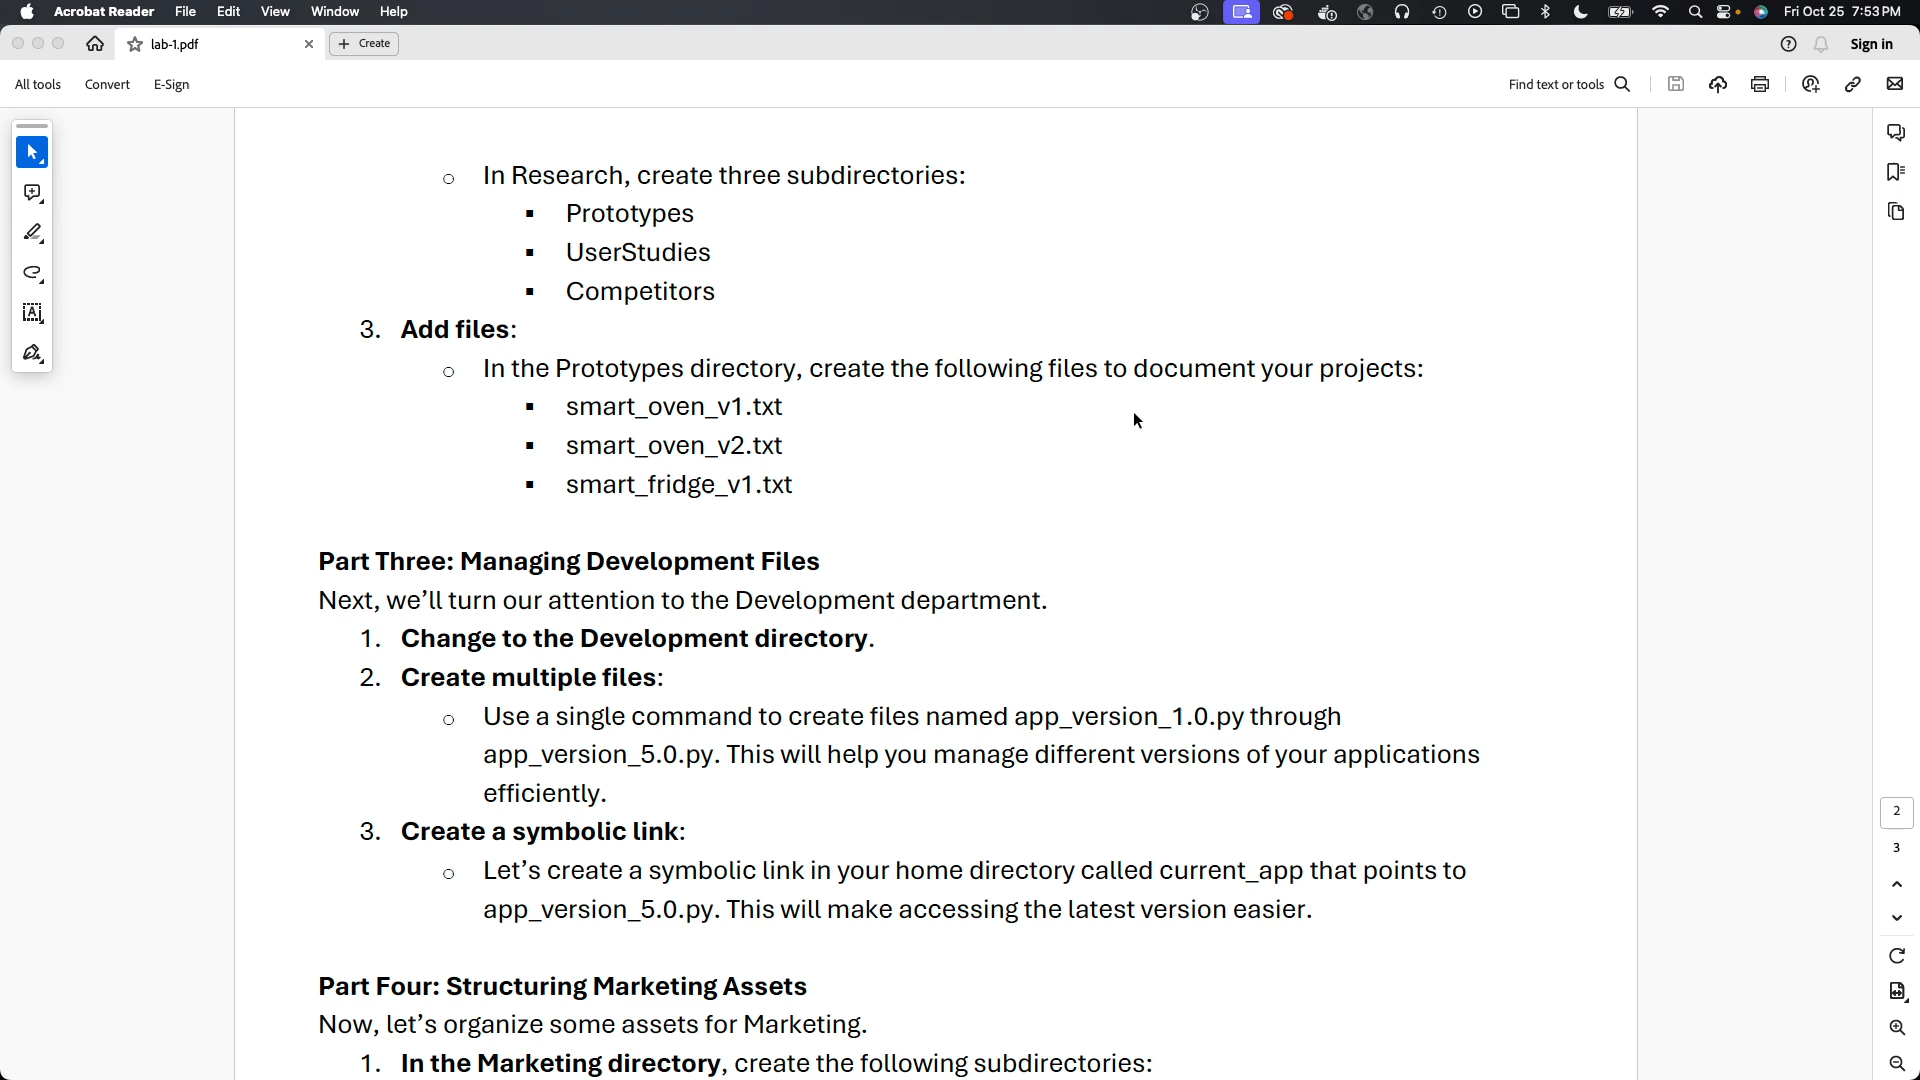 Acrobat Reader File Edit View Window Help Fri Oct 25 7:53 PM
lab-1.pdf Create Sign in
All tools Convert E-Sign Find text or tools
○ In Research, create three subdirectories:
▪ Prototypes
▪ UserStudies
▪ Competitors
3. Add files:
○ In the Prototypes directory, create the following files to document your projects:
▪ smart_oven_v1.txt
▪ smart_oven_v2.txt
▪ smart_fridge_v1.txt
Part Three: Managing Development Files
Next, we’ll turn our attention to the Development department.
1. Change to the Development directory.
2. Create multiple files:
○ Use a single command to create files named app_version_1.0.py through
app_version_5.0.py. This will help you manage different versions of your applications
efficiently.
3. Create a symbolic link:
○ Let’s create a symbolic link in your home directory called current_app that points to
app_version_5.0.py. This will make accessing the latest version easier.
Part Four: Structuring Marketing Assets
Now, let’s organize some assets for Marketing.
1. In the Marketing directory, create the following subdirectories:
2
3